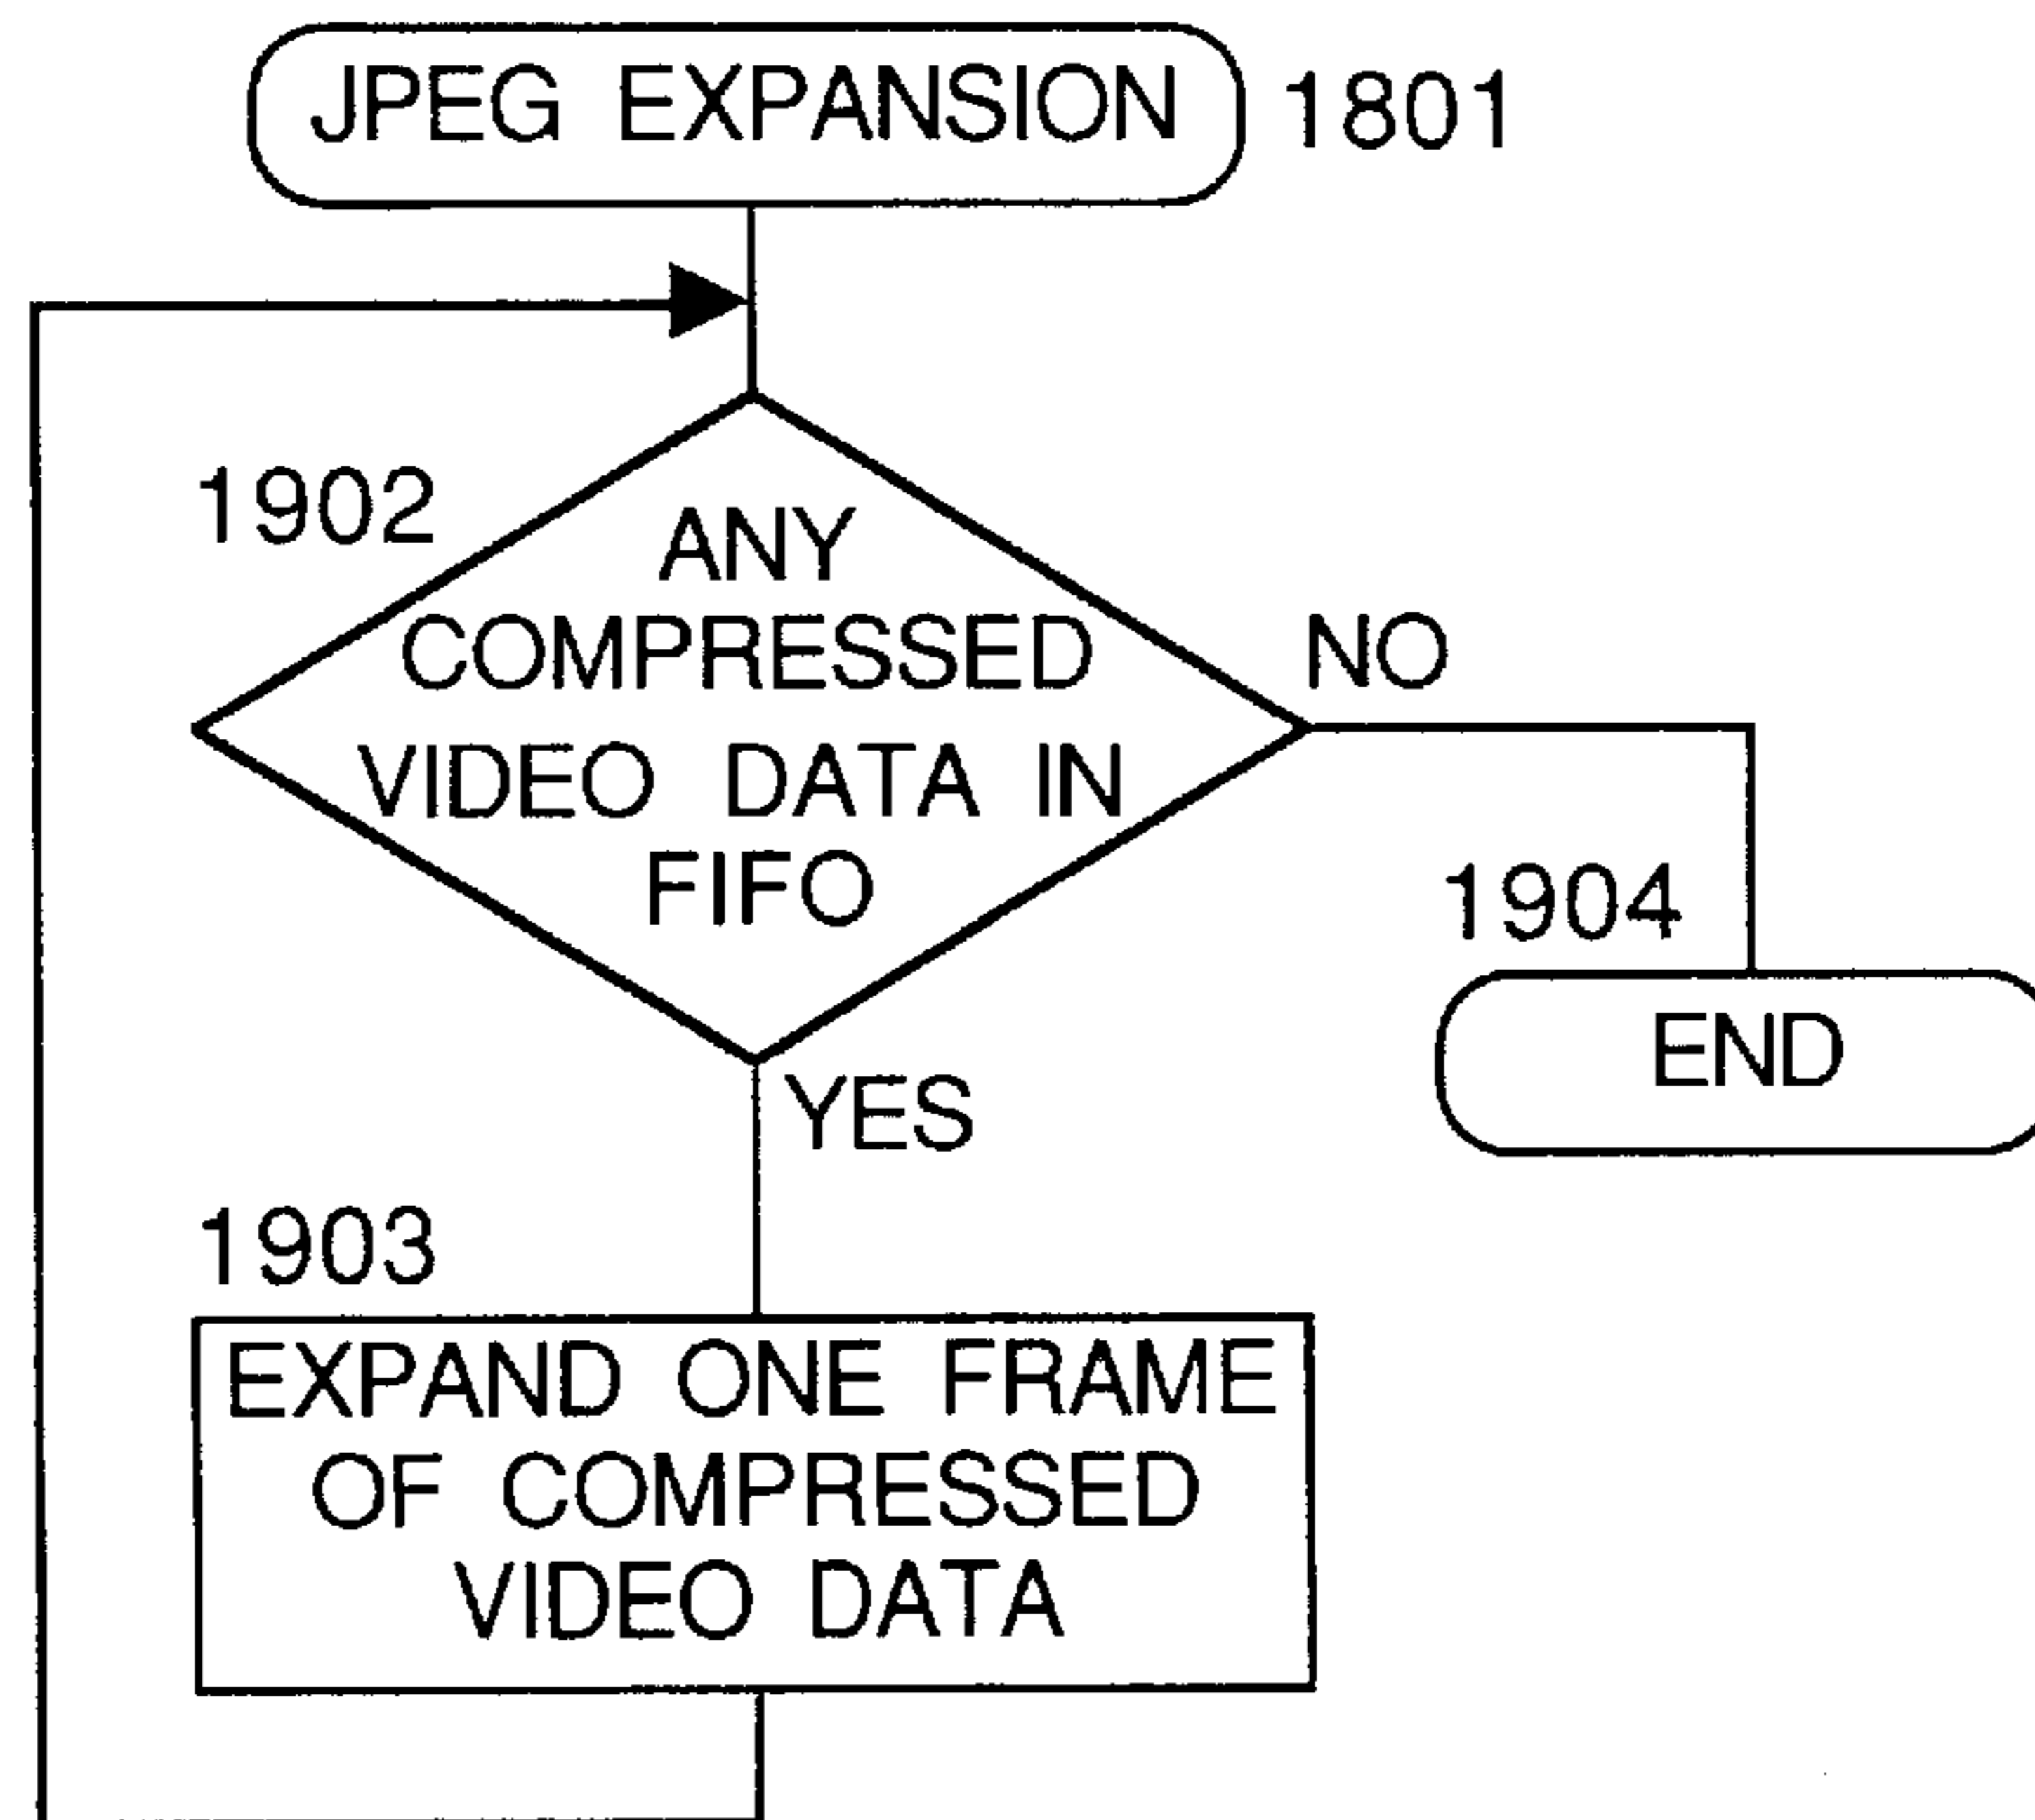 JPEG EXPANSION 1801
1902
ANY
COMPRESSED
VIDEO DATA IN
FIFO
NO
1904
END
YES
1903
EXPAND ONE FRAME
OF COMPRESSED
VIDEO DATA